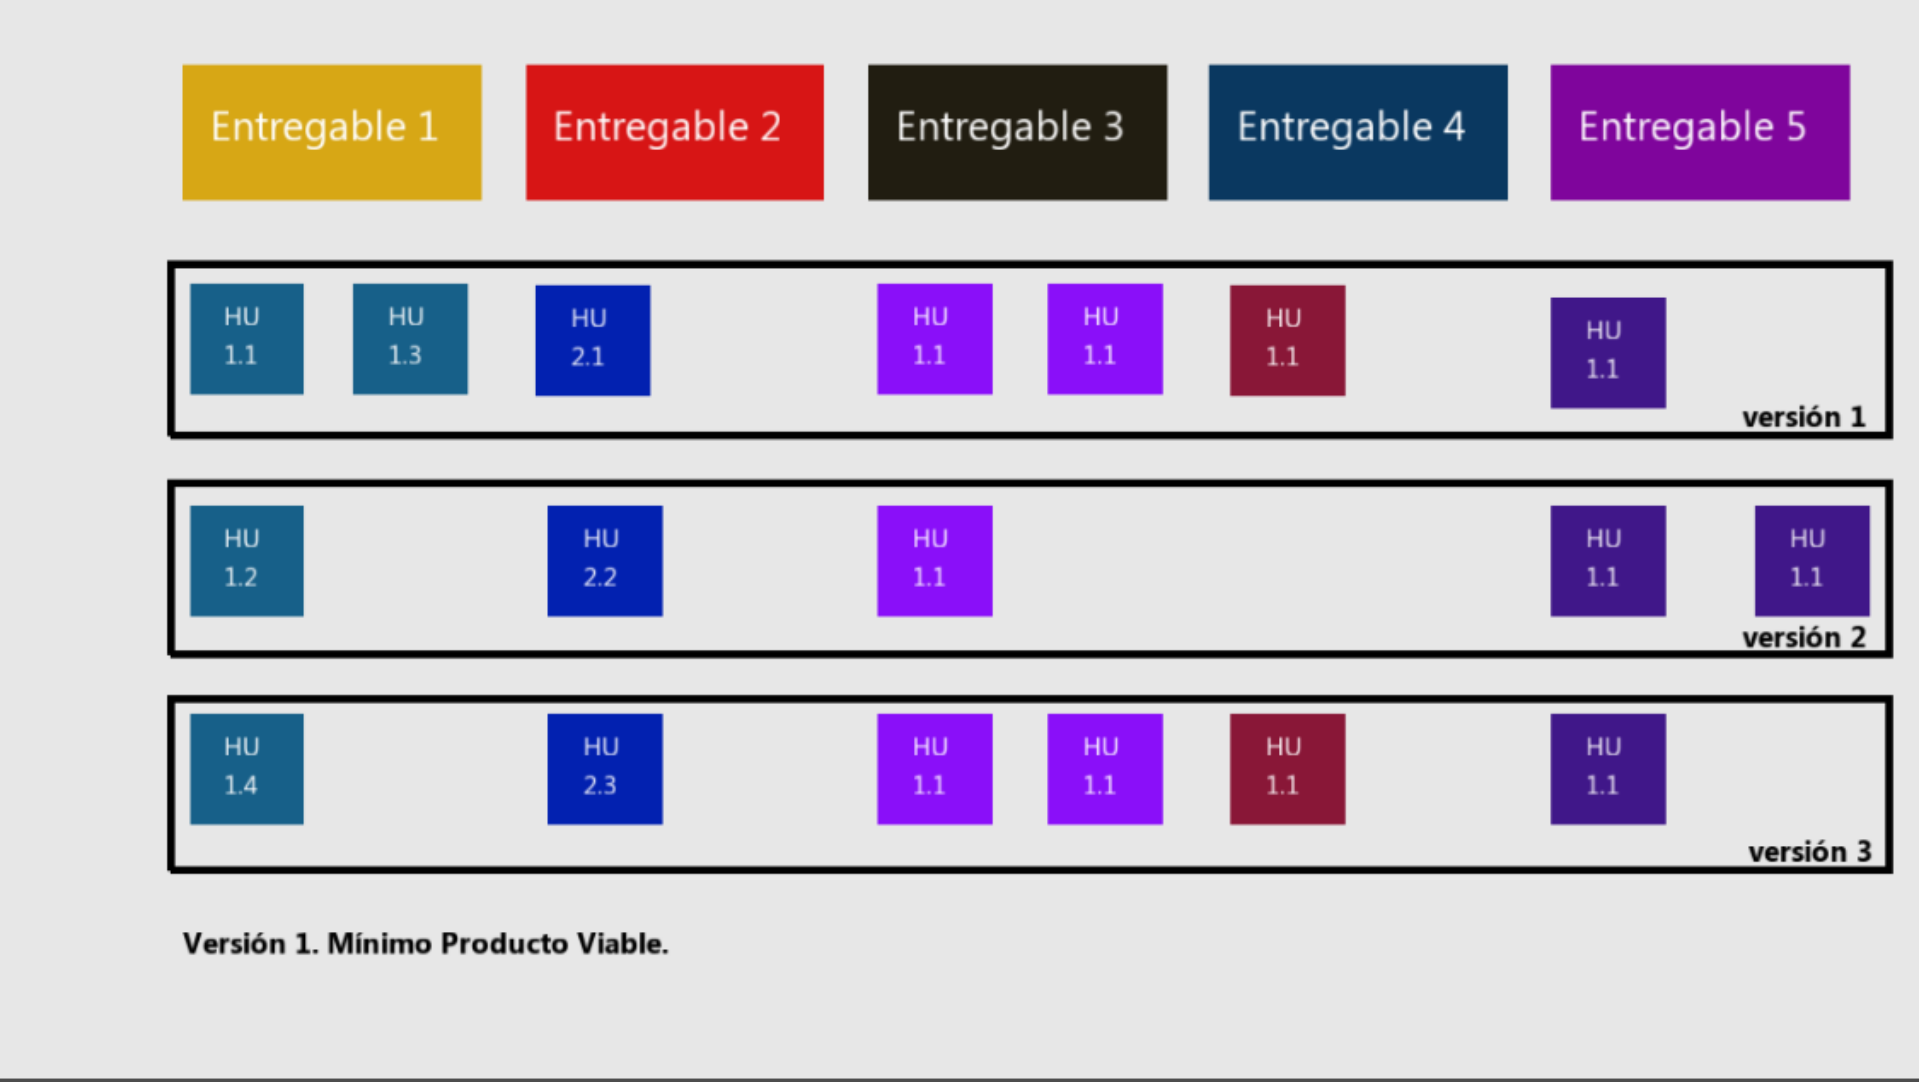 Entregable 1
Entregable 2
Entregable 3
Entregable 4
Entregable 5
HU
1.1
HU
1.3
HU
2.1
HU
1.1
HU
1.1
HU
1.1
HU
1.1
versión 1
HU
1.2
HU
2.2
HU
1.1
HU
1.1
HU
1.1
versión 2
HU
1.4
HU
2.3
HU
1.1
HU
1.1
HU
1.1
HU
1.1
versión 3
Versión 1. Mínimo Producto Viable.